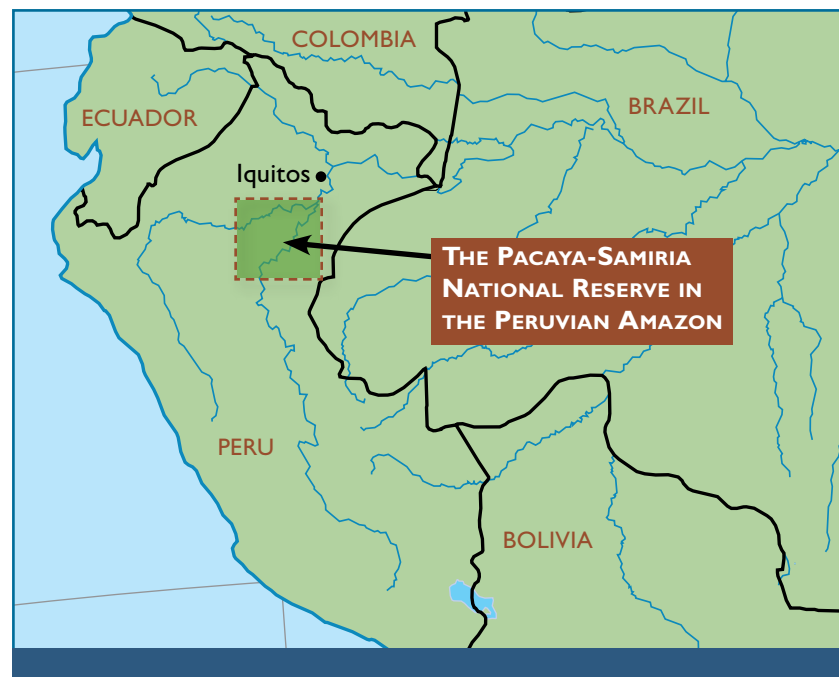 COLOMBIA
BRAZIL
ECUADOR
Iquitos
THE PACAYA-SAMIRIA
NATIONAL RESERVE IN
THE PERUVIAN AMAZON
PERU
BOLIVIA